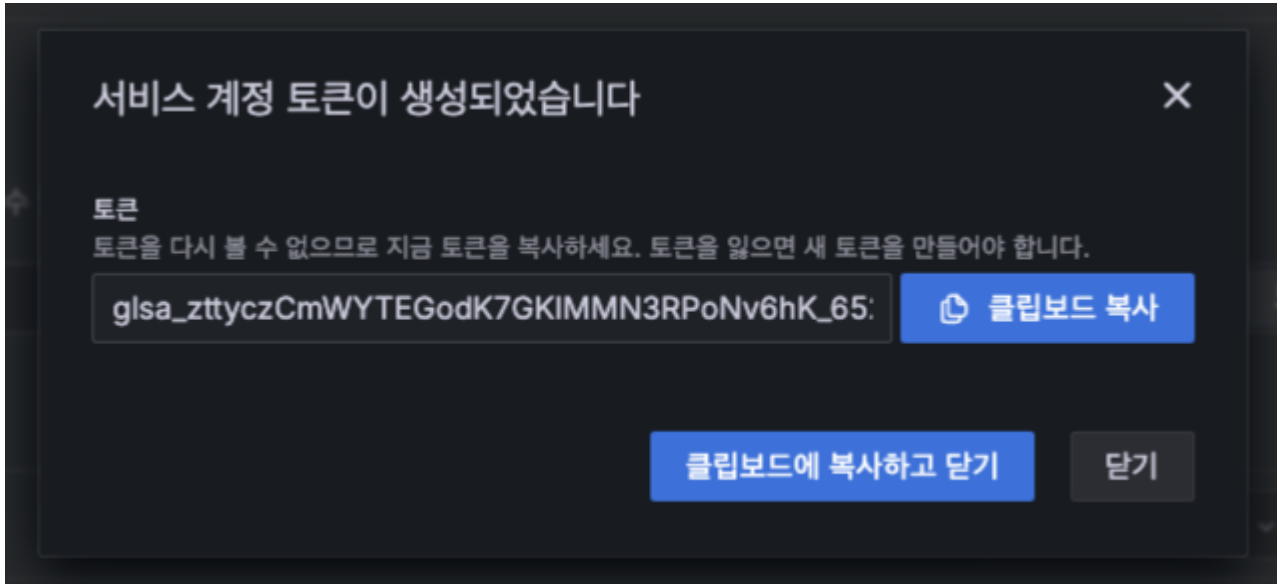 서비스 계정 토큰이 생성되었습니다
토큰
토큰을 다시 볼 수 없으므로 지금 토큰을 복사하세요. 토큰을 잃으면 새 토큰을 만들어야 합니다.
glsa_zttyczCmWYTEGodK7GKIMMN3RPoNv6hK_652
클립보드 복사
클립보드에 복사하고 닫기
닫기